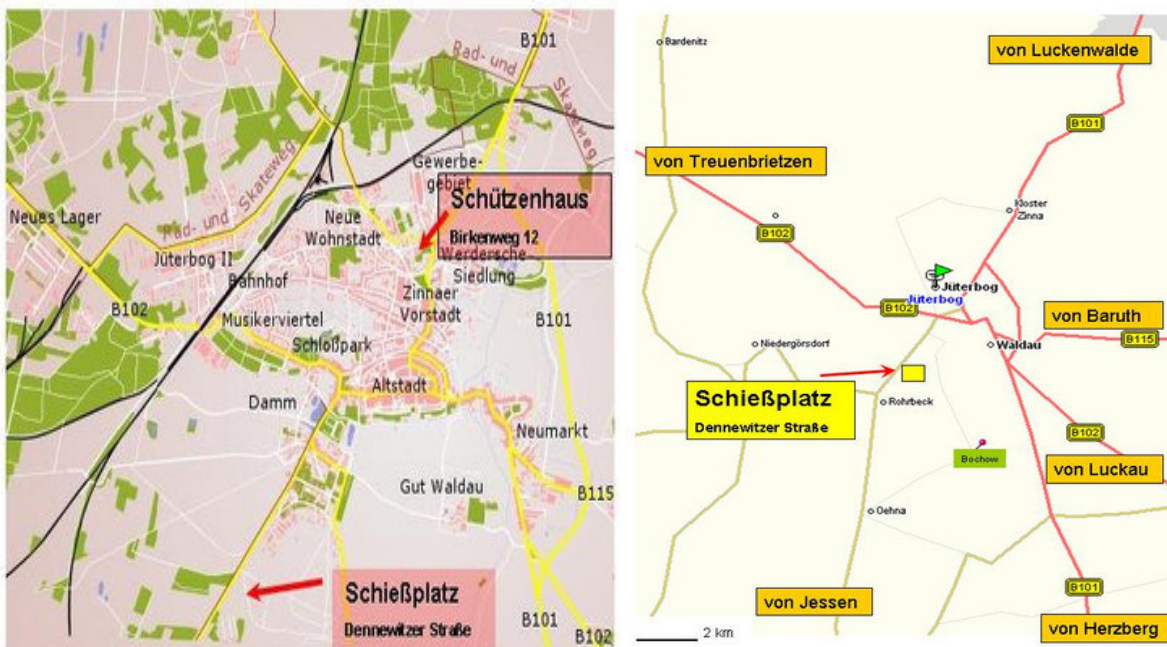 B101
Rad- und
Skateweg
Gewerbe-
gebiet
Schützenhaus
Birkenweg 12
Neues Lager
Rad- und Skateweg
Neue
Wohnstadt
Jüterbog II
Werdersche
Siedlung
Bahnhof
Zinnaer
Vorstadt
B102
Musikerviertel
B101
Schloßpark
Altstadt
Damm
Neumarkt
Gut Waldau
B115
Schießplatz
Dennewitzer Straße
B101
B102
Bardenitz
von Luckenwalde
B101
von Treuenbrietzen
Kloster
Zinna
B102
Jüterbog
Jüterbog
B102
von Baruth
Niedergörsdorf
Waldau
B115
Schießplatz
Dennewitzer Straße
Rohrbeck
B102
Bochow
von Luckau
Oehna
B101
von Jessen
von Herzberg
2 km